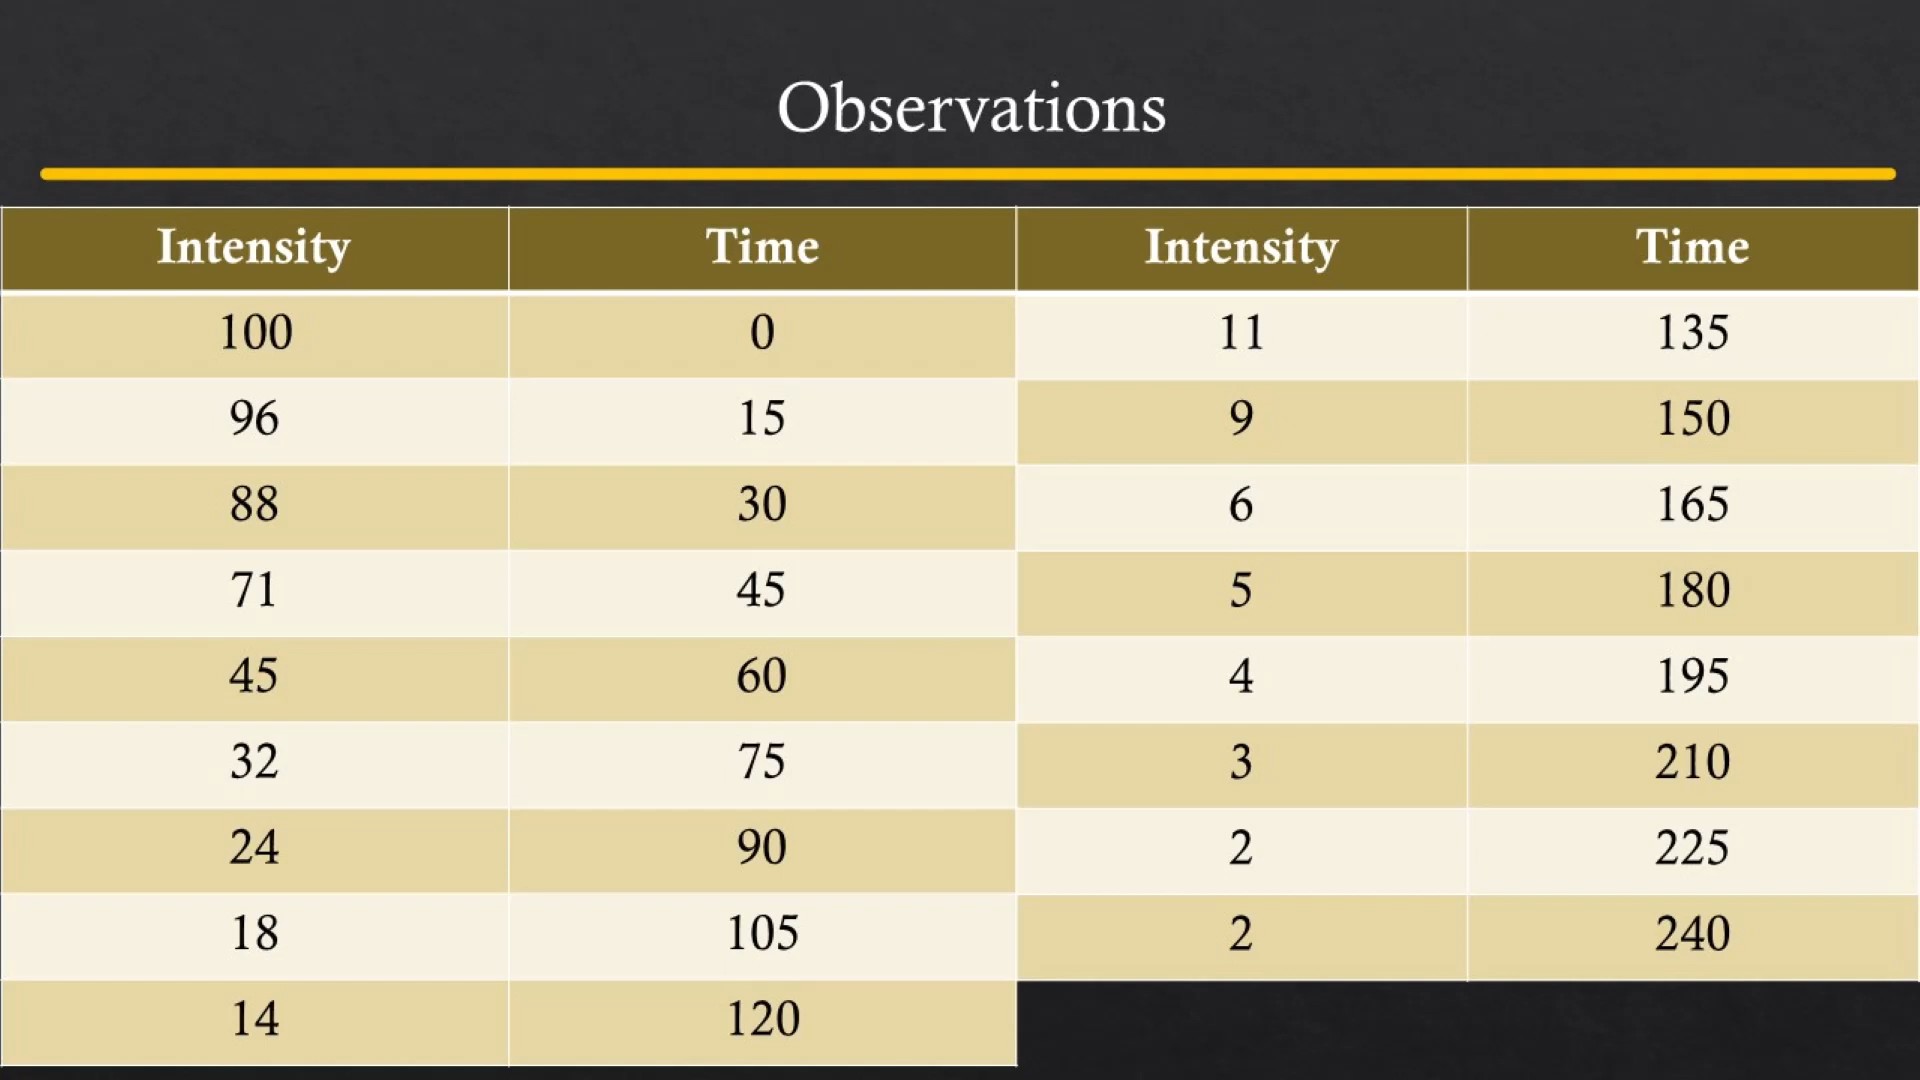 Observations
Intensity Time Intensity Time
100 0 11 135
96 15 9 150
88 30 6 165
71 45 5 180
45 60 4 195
32 75 3 210
24 90 2 225
18 105 2 240
14 120